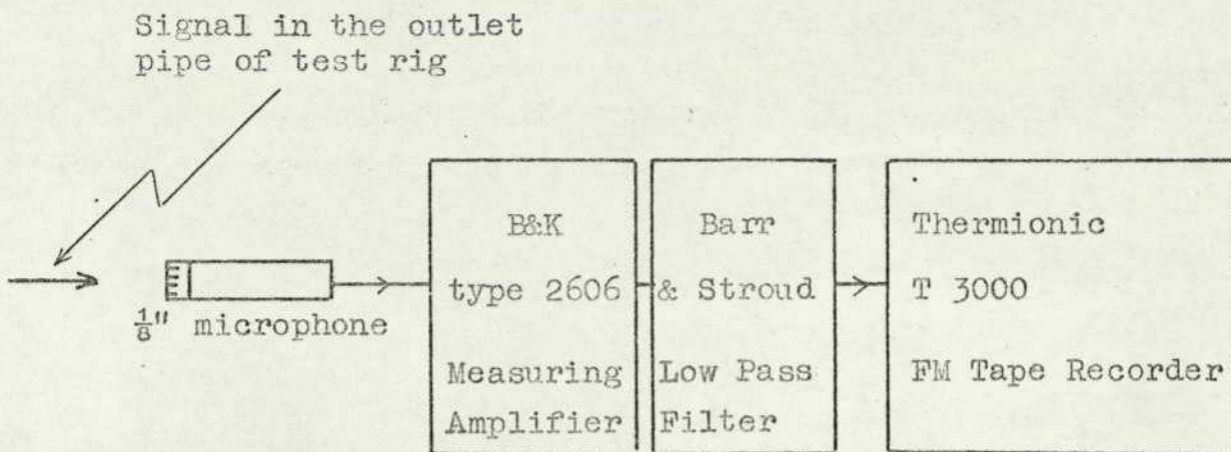 Signal in the outlet
pipe of test rig
⅛" microphone
B&K
type 2606
Measuring
Amplifier
Barr
& Stroud
Low Pass
Filter
Thermionic
T 3000
FM Tape Recorder